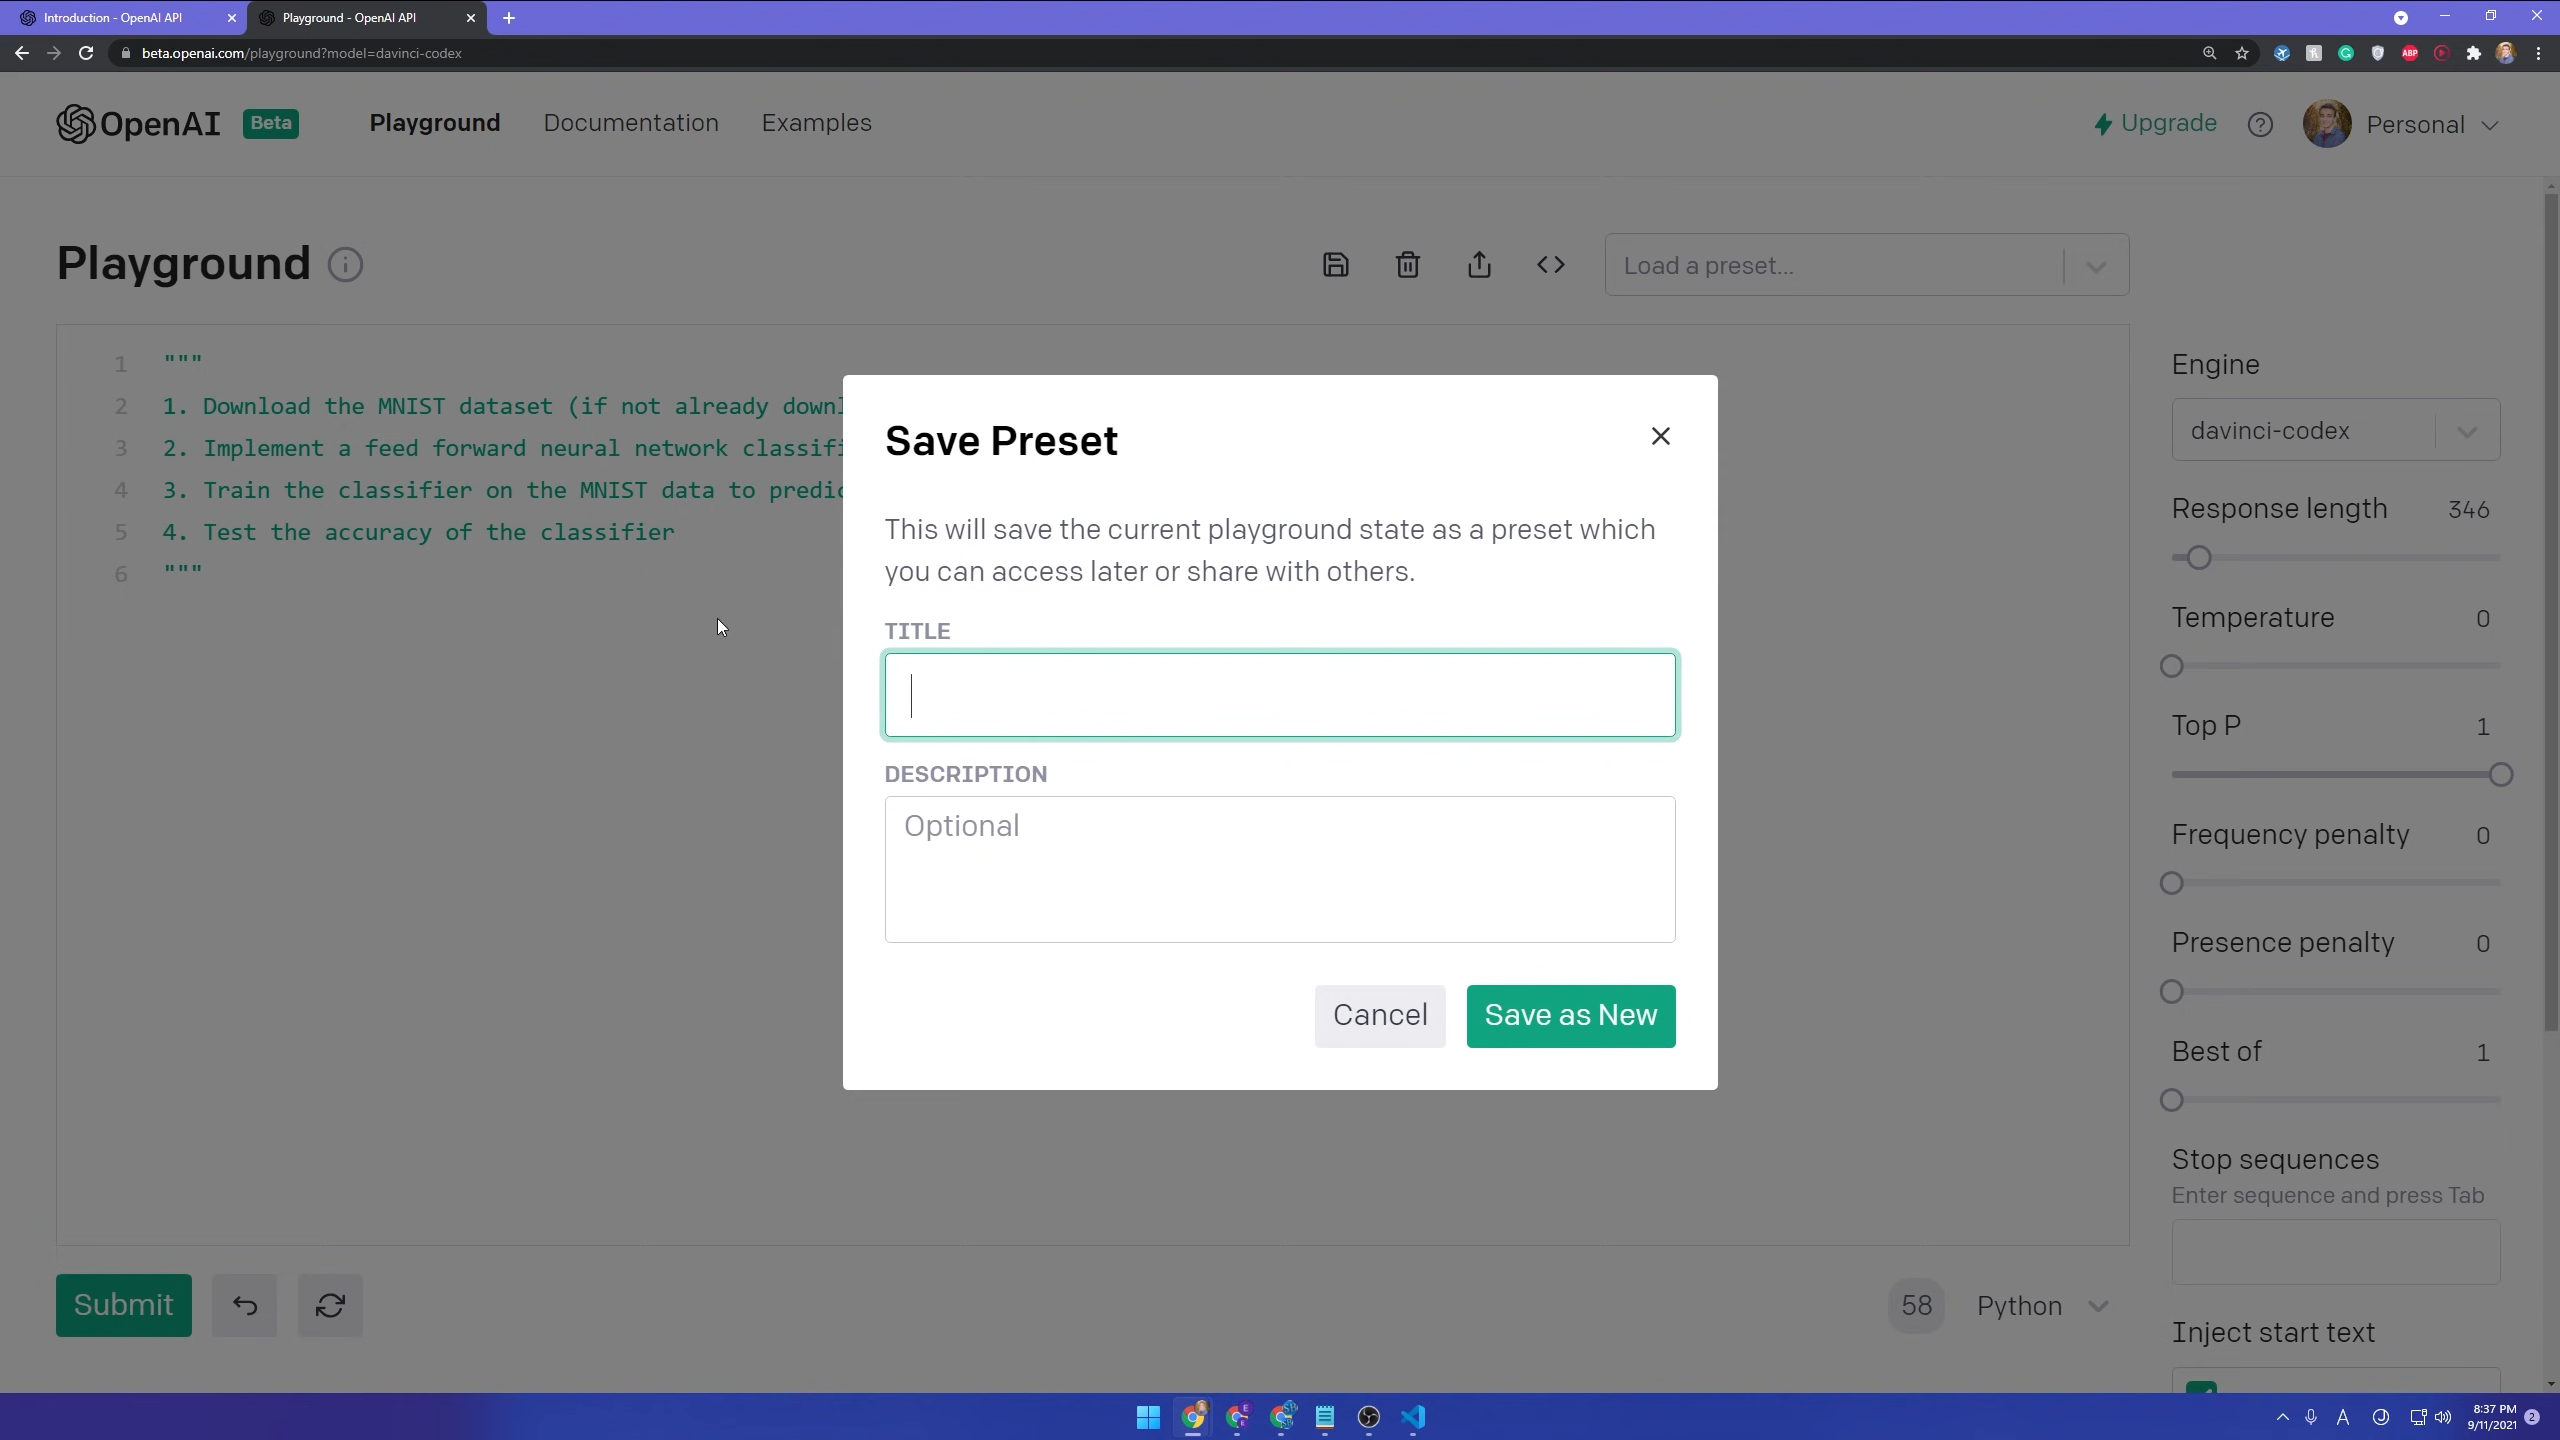 Introduction - OpenAI API
Playground - OpenAI API
beta.openai.com/playground?model=davinci-codex
ABP
OpenAI Beta Playground Documentation Examples Upgrade Personal
Playground
Load a preset...
1 """
2 1. Download the MNIST dataset (if not already downl
3 2. Implement a feed forward neural network classifi
4 3. Train the classifier on the MNIST data to predic
5 4. Test the accuracy of the classifier
6 """
Save Preset
This will save the current playground state as a preset which
you can access later or share with others.
TITLE
DESCRIPTION
Optional
Cancel Save as New
Engine
davinci-codex
Response length 346
Temperature 0
Top P 1
Frequency penalty 0
Presence penalty 0
Best of 1
Stop sequences
Enter sequence and press Tab
Inject start text
Submit 58 Python
8:37 PM
9/11/2021
2